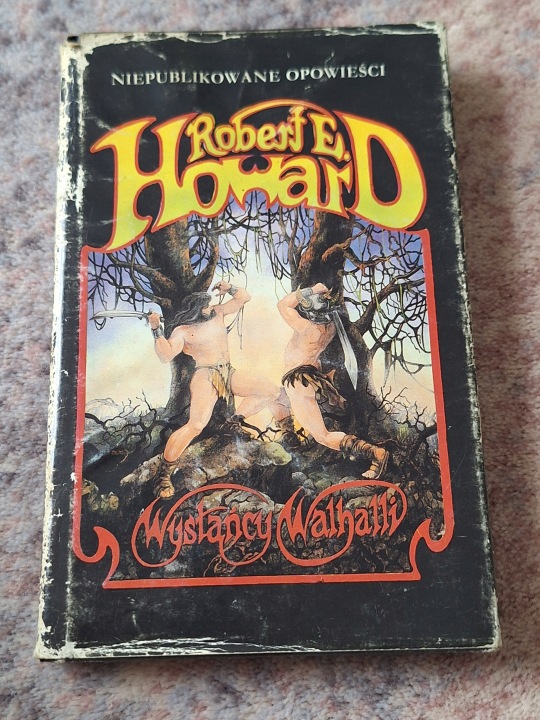 NIEPUBLIKOWANE OPOWIEŚCI
Robert E.
HowarD
Wysłańcy Walhalli